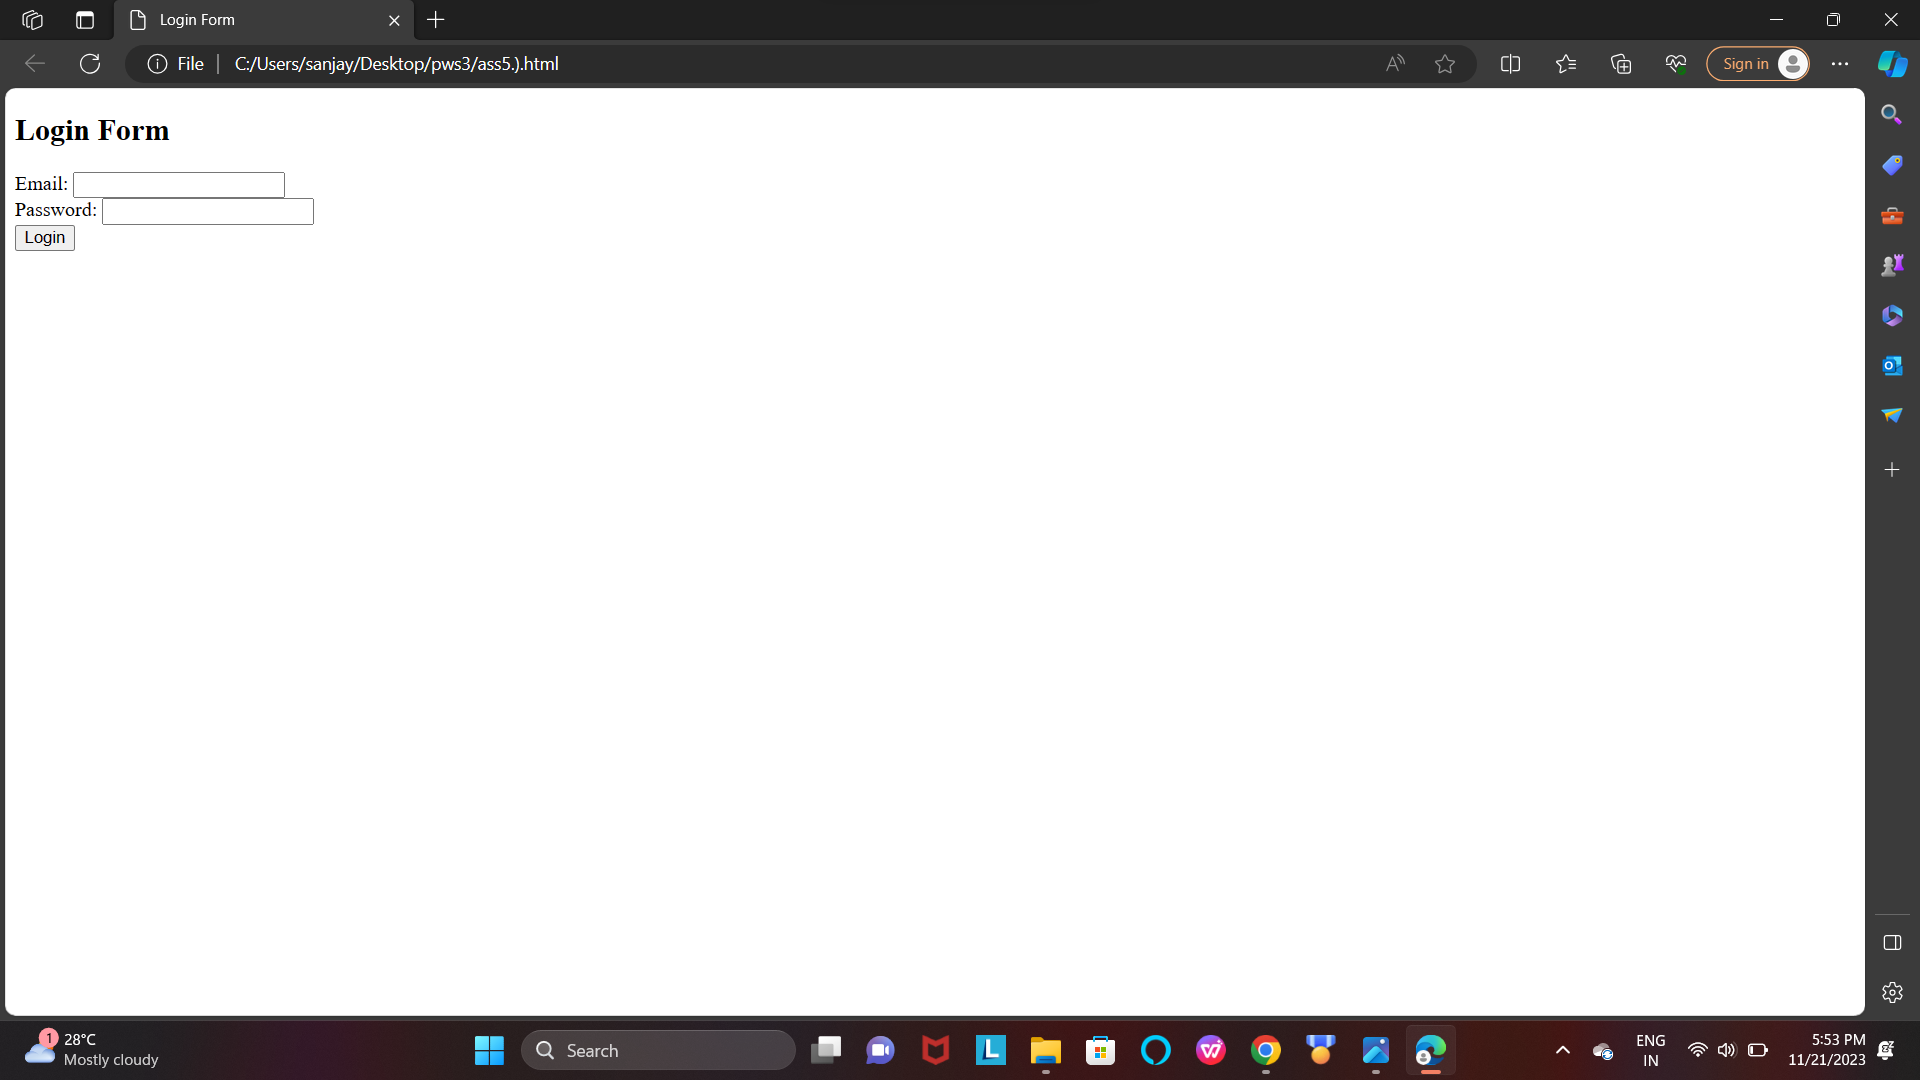 Login Form
File
C:/Users/sanjay/Desktop/pws3/ass5.).html
Sign in
Login Form
Email:
Password:
Login
1
28°C
Mostly cloudy
Search
ENG
IN
5:53 PM
11/21/2023